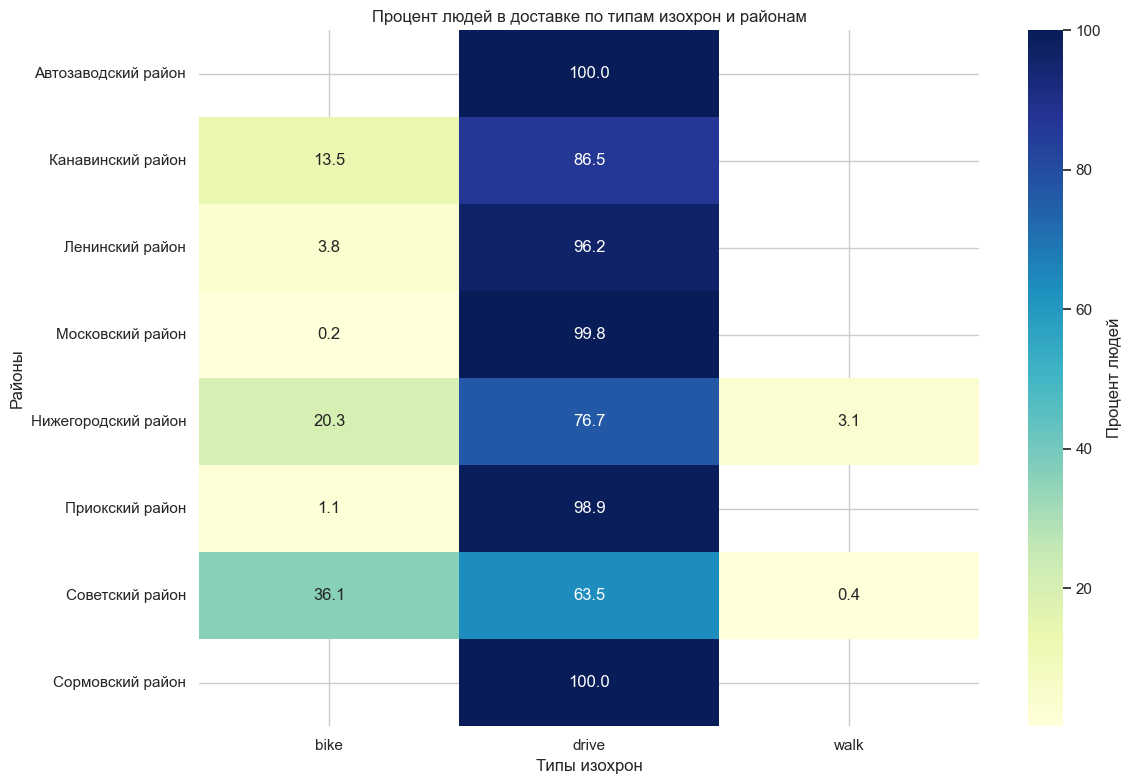 Процент людей в доставке по типам изохрон и районам
Автозаводский район
100.0
100
Канавинский район
13.5
86.5
80
Ленинский район
3.8
96.2
Московский район
0.2
99.8
60
Районы
Процент людей
Нижегородский район
20.3
76.7
3.1
40
Приокский район
1.1
98.9
Советский район
36.1
63.5
0.4
20
Сормовский район
100.0
bike
drive
walk
Типы изохрон